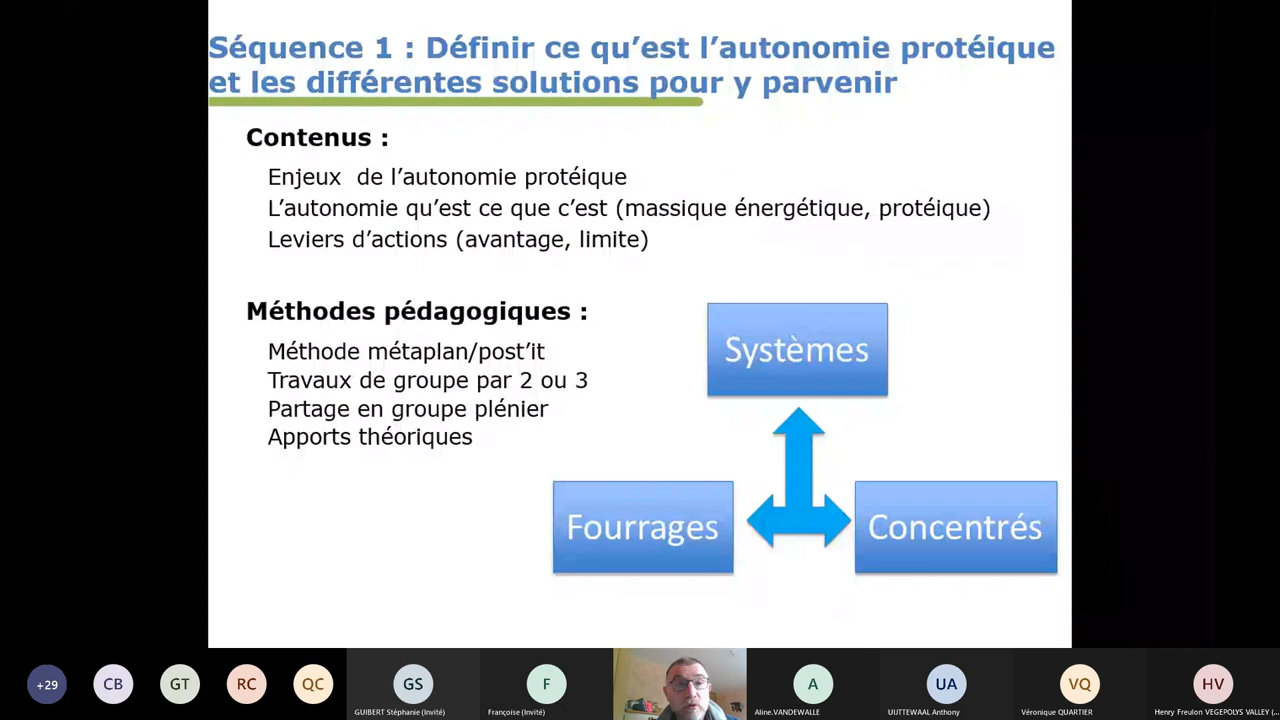 Séquence 1 : Définir ce qu’est l’autonomie protéique
et les différentes solutions pour y parvenir
Contenus :
Enjeux  de l’autonomie protéique
L’autonomie qu’est ce que c’est (massique énergétique, protéique)
Leviers d’actions (avantage, limite)
Méthodes pédagogiques :
Méthode métaplan/post’it
Travaux de groupe par 2 ou 3
Partage en groupe plénier
Apports théoriques
Systèmes
Fourrages
Concentrés
+29
CB
GT
RC
QC
GS
F
A
UA
VQ
HV
GUIBERT Stéphanie (Invité)
Françoise (Invité)
Aline.VANDEWALLE
UIJTTEWAAL Anthony
Véronique QUARTIER
Henry Freulon VEGEPOLYS VALLEY (...